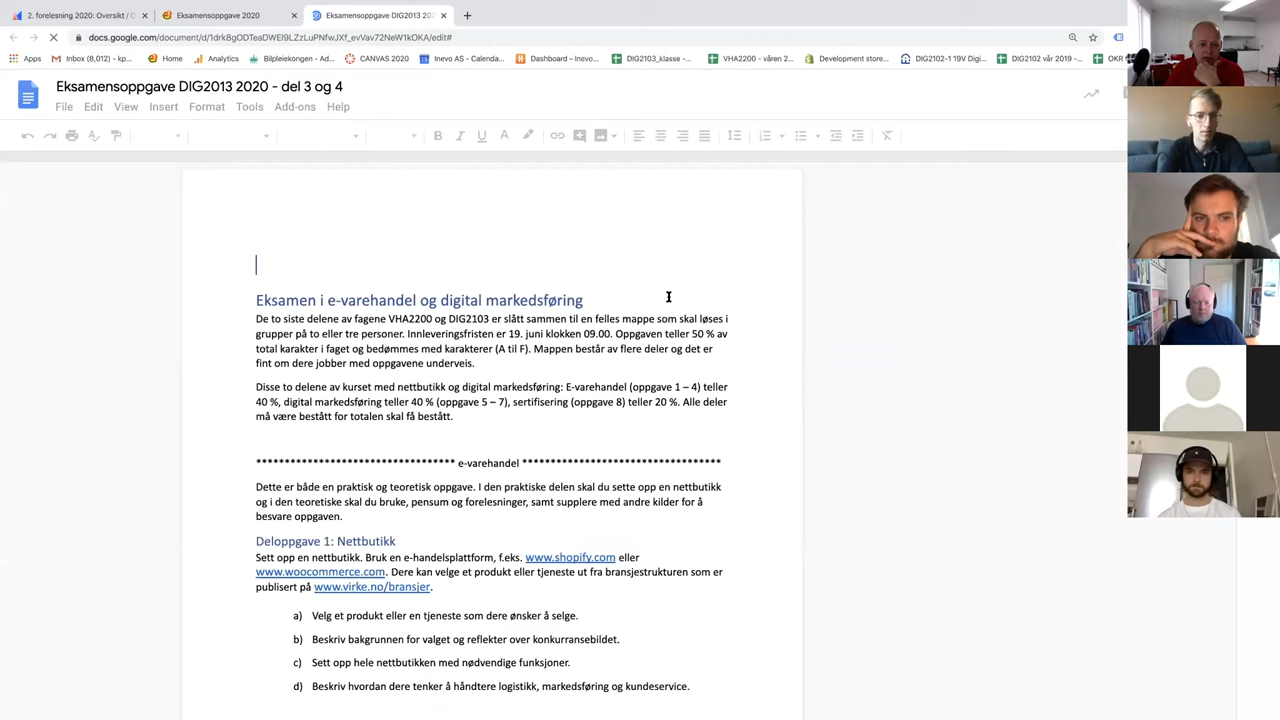 2. forelesning 2020: Oversikt / O
Eksamensoppgave 2020
Eksamensoppgave DIG2013 202
docs.google.com/document/d/1drk8gODTeaDWEl9LZzLuPNfwJXf_evVav72NeW1kOKA/edit#
Apps
Inbox (8,012) - kp...
Home
Analytics
Bilpleiekongen - Ad...
CANVAS 2020
Inevo AS - Calenda...
Dashboard – Inevo...
DIG2103_klasse -...
VHA2200 - våren 2...
Development store...
DIG2102-1 19V Digi...
DIG2102 vår 2019 -...
OKR
Eksamensoppgave DIG2013 2020 - del 3 og 4
File Edit View Insert Format Tools Help
Eksamen i e-varehandel og digital markedsføring
De to siste delene av fagene VHA2200 og DIG2103 er slått sammen til en felles mappe som skal løses i
grupper på to eller tre personer. Innleveringsfristen er 19. juni klokken 09.00. Oppgaven teller 50 % av
total karakter i faget og bedømmes med karakterer (A til F). Mappen består av flere deler og det er
fint om dere jobber med oppgavene underveis.
Disse to delene av kurset med nettbutikk og digital markedsføring: E-varehandel (oppgave 1 – 4) teller
40 %, digital markedsføring teller 40 % (oppgave 5 – 7), sertifisering (oppgave 8) teller 20 %. Alle deler
må være bestått for totalen skal få bestått.
*********************************** e-varehandel ***********************************
Dette er både en praktisk og teoretisk oppgave. I den praktiske delen skal du sette opp en nettbutikk
og i den teoretiske skal du bruke, pensum og forelesninger, samt supplere med andre kilder for å
besvare oppgaven.
Deloppgave 1: Nettbutikk
Sett opp en nettbutikk. Bruk en e-handelsplattform, f.eks. www.shopify.com eller
www.woocommerce.com. Dere kan velge et produkt eller tjeneste ut fra bransjestrukturen som er
publisert på www.virke.no/bransjer.
a) Velg et produkt eller en tjeneste som dere ønsker å selge.
b) Beskriv bakgrunnen for valget og reflekter over konkurransebildet.
c) Sett opp hele nettbutikken med nødvendige funksjoner.
d) Beskriv hvordan dere tenker å håndtere logistikk, markedsføring og kundeservice.